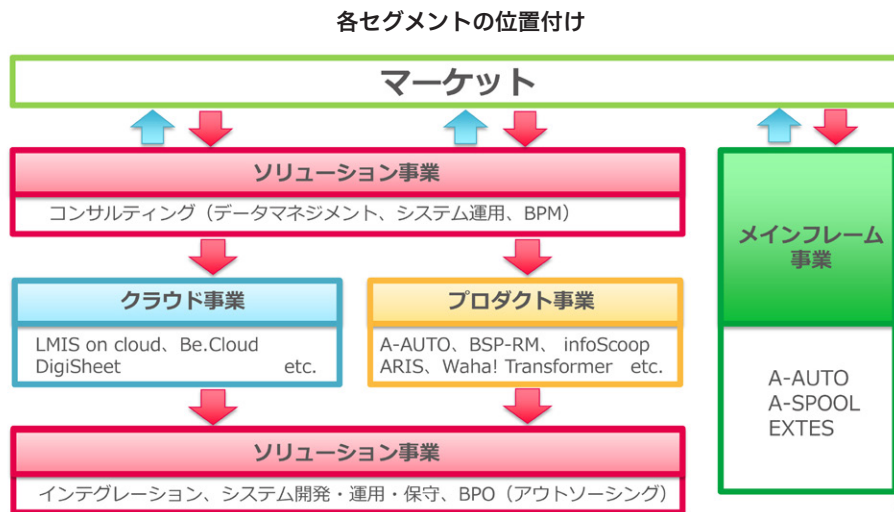 各セグメントの位置付け
マーケット
ソリューション事業
コンサルティング（データマネジメント、システム運用、BPM）
クラウド事業
LMIS on cloud、Be.Cloud
DigiSheet etc.
プロダクト事業
A-AUTO、BSP-RM、 infoScoop
ARIS、Waha! Transformer etc.
ソリューション事業
インテグレーション、システム開発・運用・保守、BPO（アウトソーシング）
メインフレーム
事業
A-AUTO
A-SPOOL
EXTES